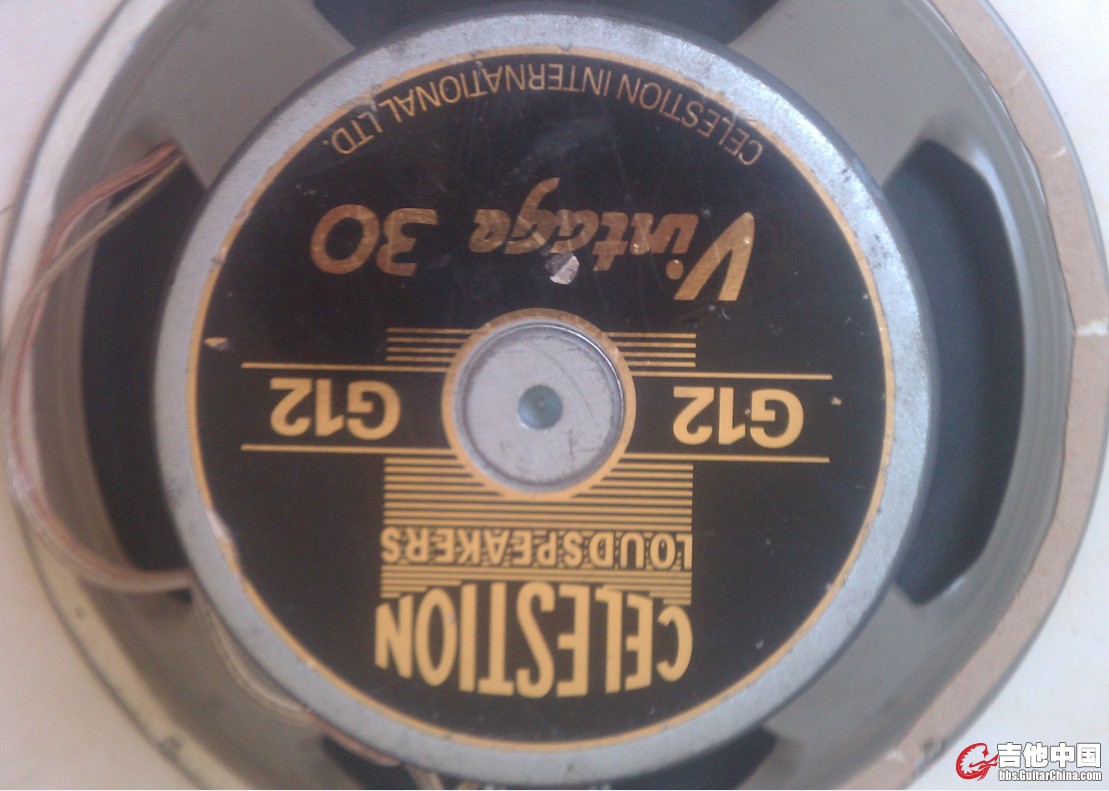 CELESTION
LOUDSPEAKERS
G12 G12
Vintage 30
CELESTION INTERNATIONAL LTD.
吉他中国
bbs.GuitarChina.com